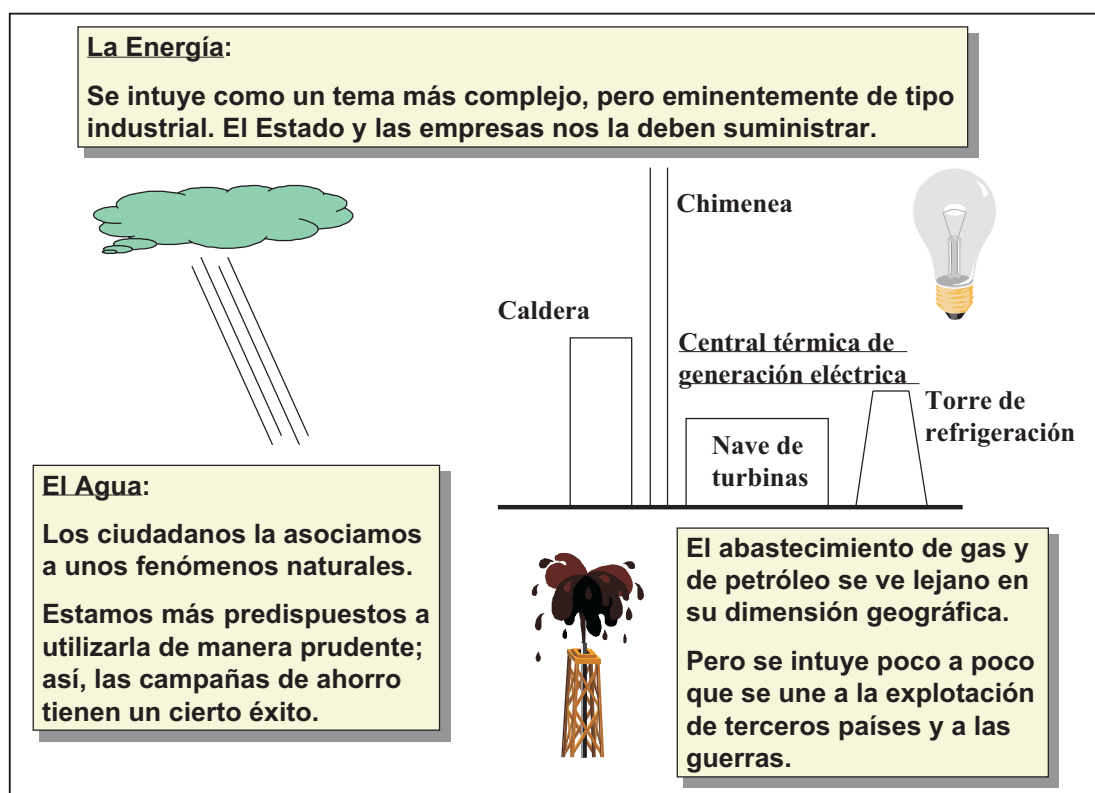 La Energía:
Se intuye como un tema más complejo, pero eminentemente de tipo
industrial. El Estado y las empresas nos la deben suministrar.
Chimenea
Caldera
Central térmica de
generación eléctrica
Torre de
refrigeración
Nave de
turbinas
El Agua:
Los ciudadanos la asociamos
a unos fenómenos naturales.
Estamos más predispuestos a
utilizarla de manera prudente;
así, las campañas de ahorro
tienen un cierto éxito.
El abastecimiento de gas y
de petróleo se ve lejano en
su dimensión geográfica.
Pero se intuye poco a poco
que se une a la explotación
de terceros países y a las
guerras.